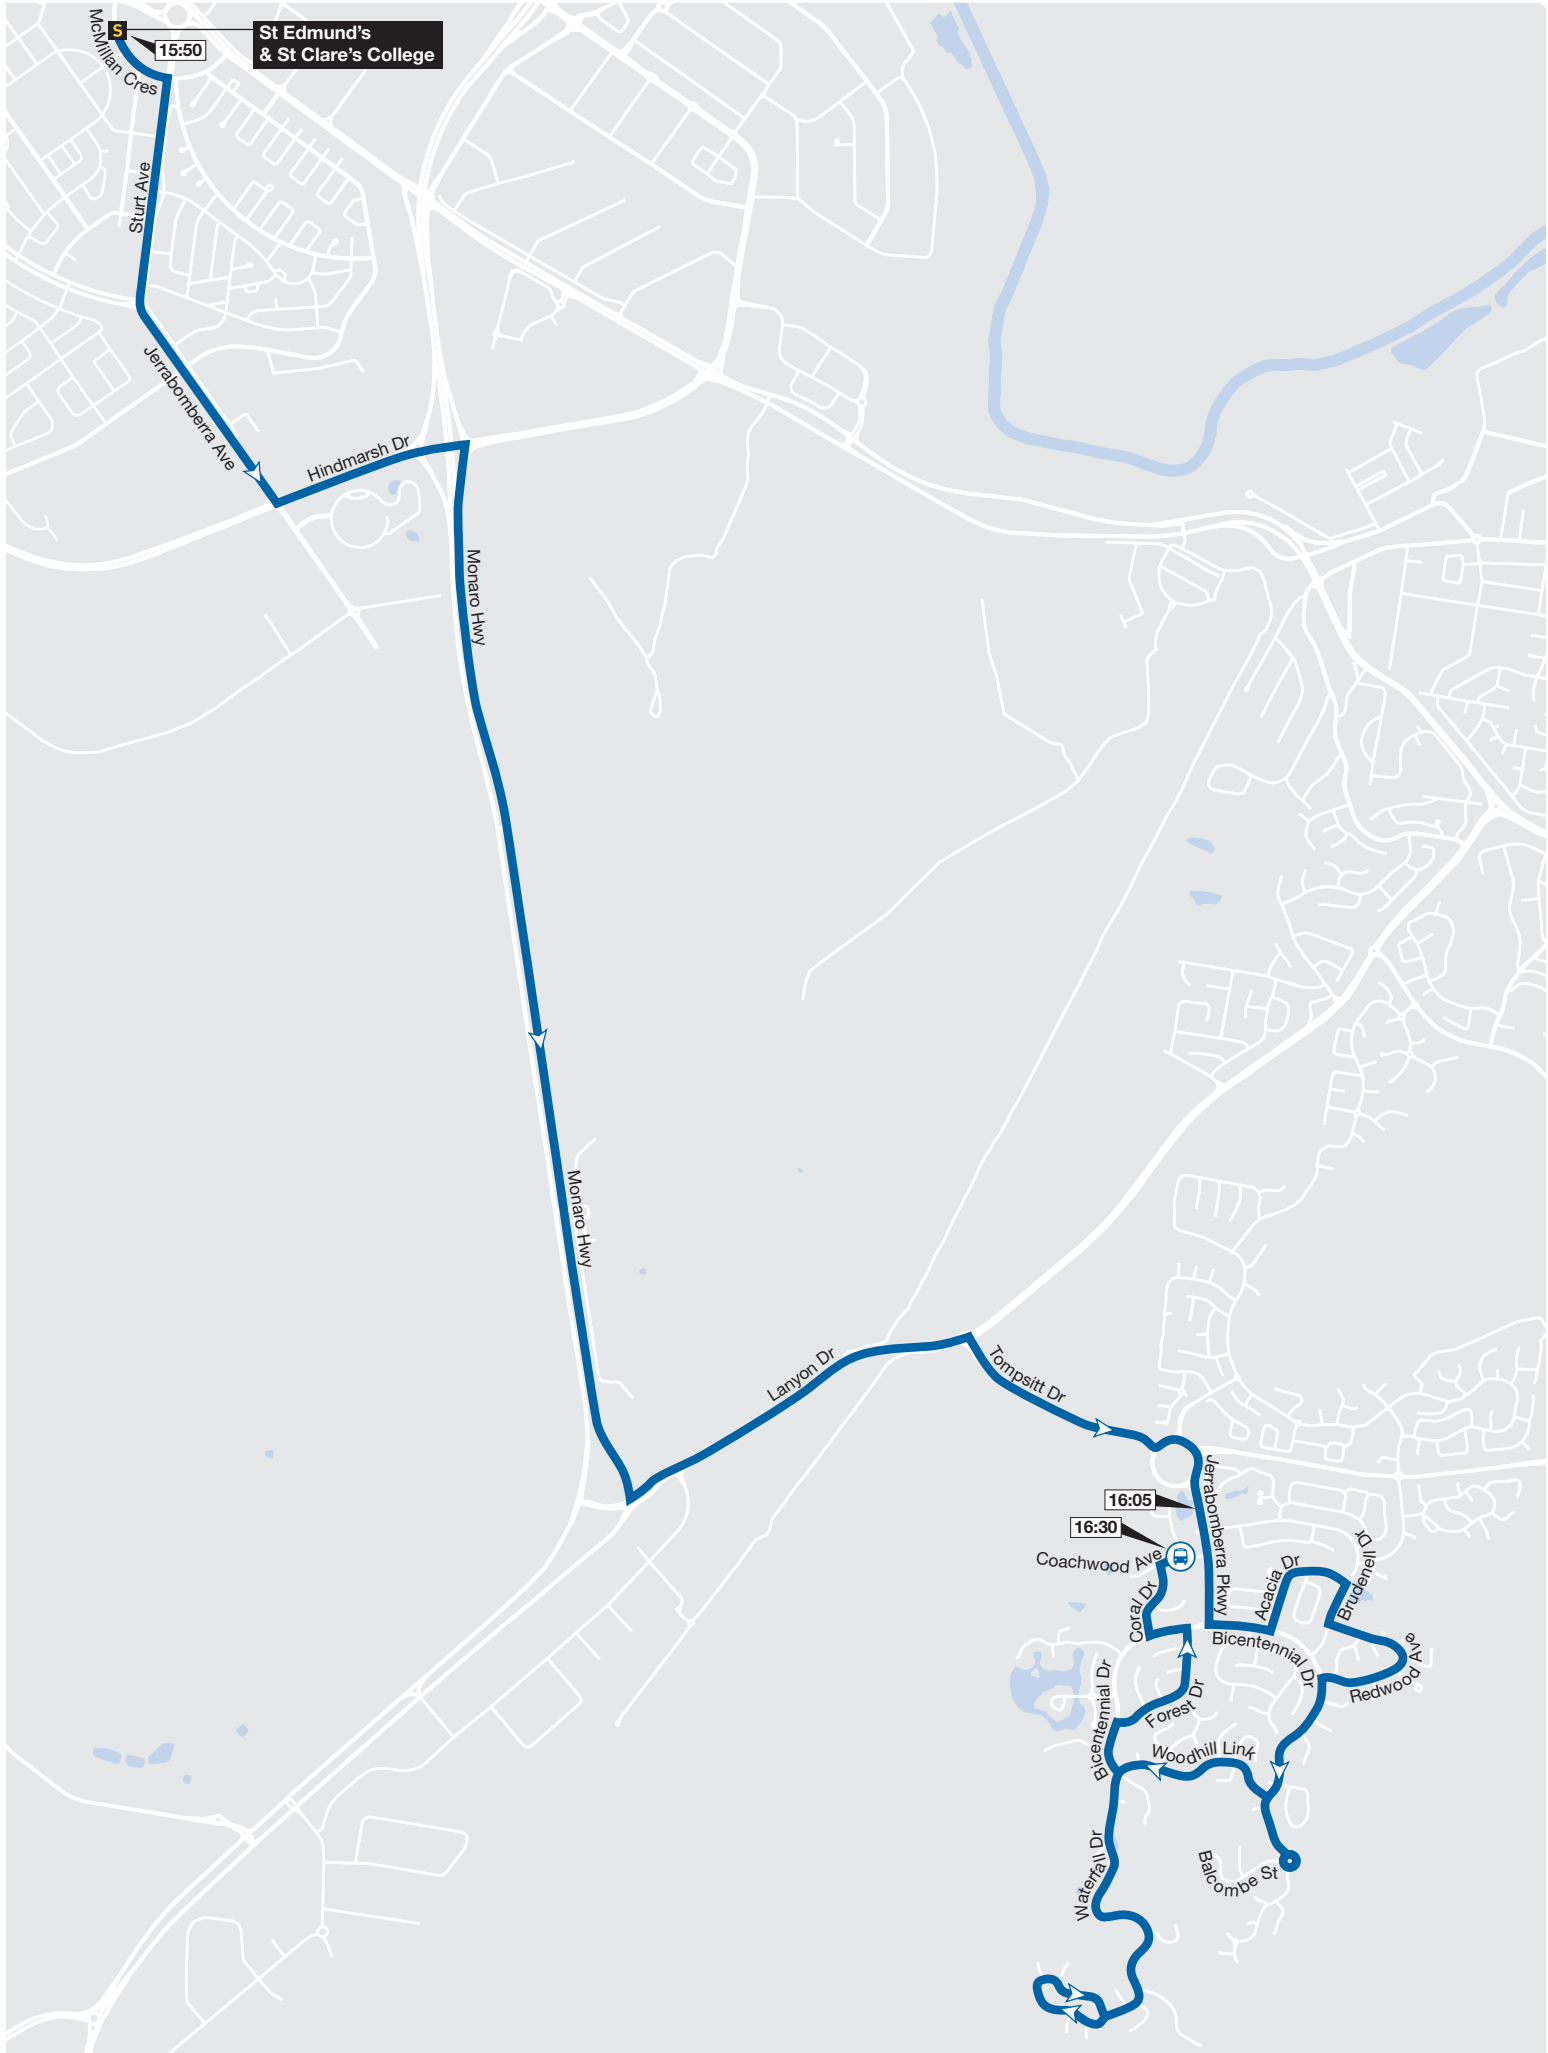 McMillan Cres
S
15:50
St Edmund's
& St Clare's College
Sturt Ave
Jerrabomberra Ave
Hindmarsh Dr
Monaro Hwy
Monaro Hwy
Lanyon Dr
Tompsitt Dr
Jerrabomberra Pkwy
16:05
16:30
Coachwood Ave
Coral Dr
Acacia Dr
Brudenell Dr
Bicentennial Dr
Redwood Ave
Bicentennial Dr
Forest Dr
Woodhill Link
Waterfall Dr
Balcombe St